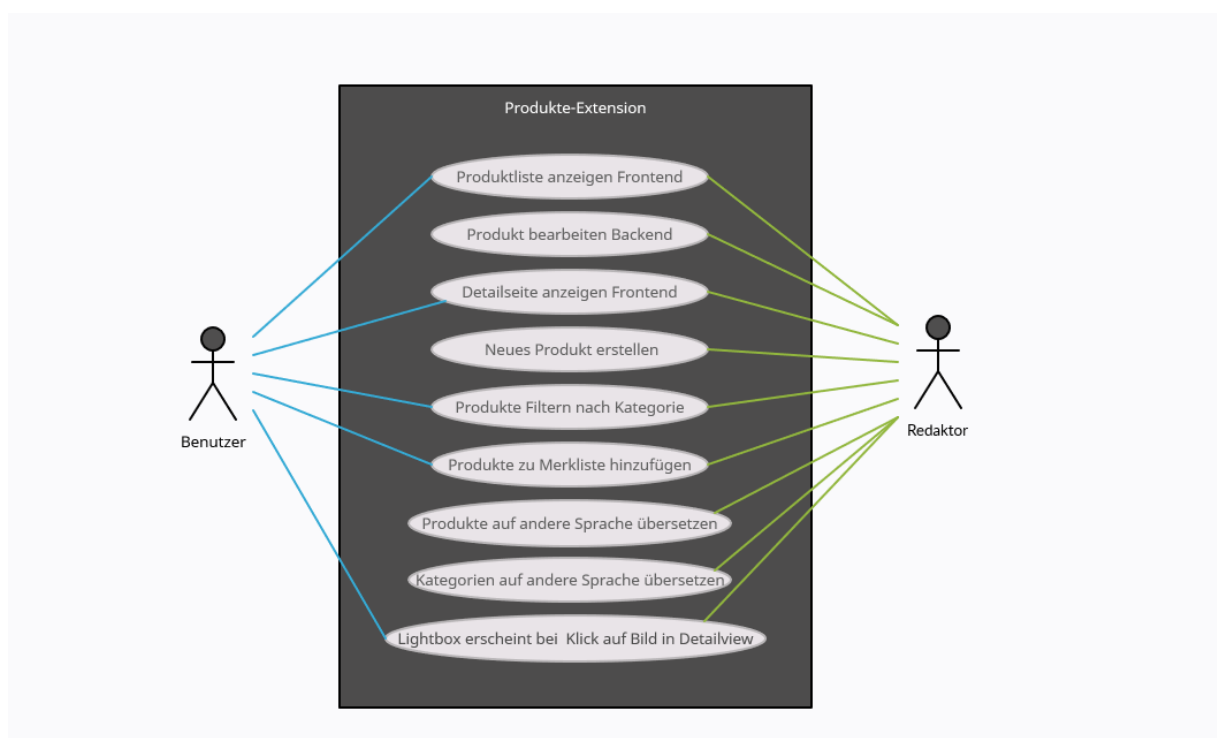 Produkte-Extension
Produktliste anzeigen Frontend
Produkt bearbeiten Backend
Detailseite anzeigen Frontend
Neues Produkt erstellen
Produkte Filtern nach Kategorie
Produkte zu Merkliste hinzufügen
Produkte auf andere Sprache übersetzen
Kategorien auf andere Sprache übersetzen
Lightbox erscheint bei Klick auf Bild in Detailview
Benutzer
Redaktor